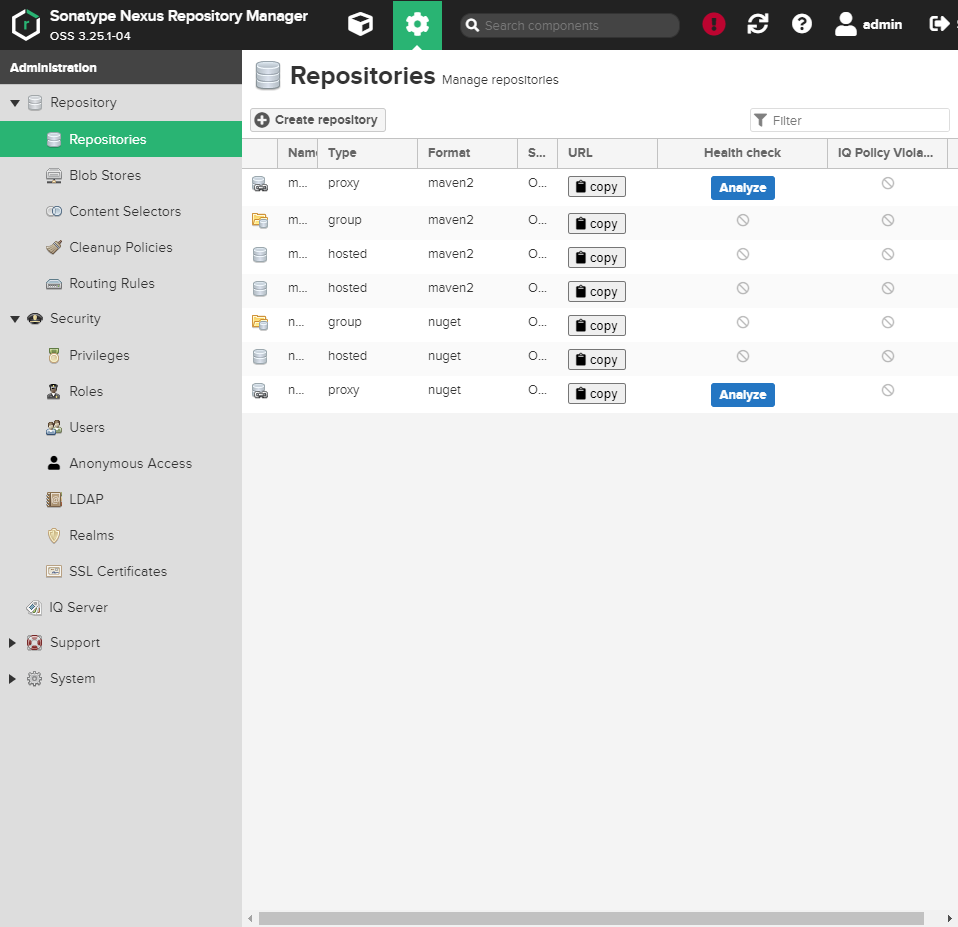 Sonatype Nexus Repository Manager
OSS 3.25.1-04
Search components
admin
Administration
Repository
Repositories
Blob Stores
Content Selectors
Cleanup Policies
Routing Rules
Security
Privileges
Roles
Users
Anonymous Access
LDAP
Realms
SSL Certificates
IQ Server
Support
System
Repositories Manage repositories
Create repository Filter
Name Type Format S... URL Health check IQ Policy Viola...
m... proxy maven2 O... copy Analyze
m... group maven2 O... copy
m... hosted maven2 O... copy
m... hosted maven2 O... copy
n... group nuget O... copy
n... hosted nuget O... copy
n... proxy nuget O... copy Analyze